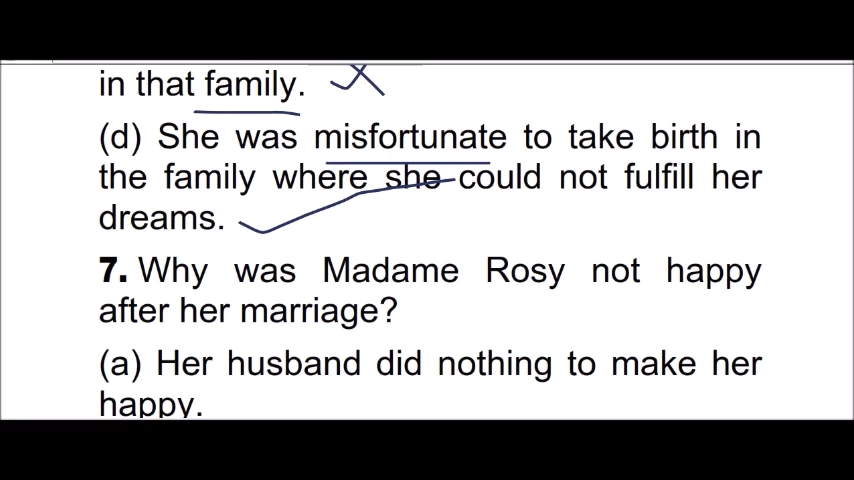 in that family.
(d) She was misfortunate to take birth in
the family where she could not fulfill her
dreams.
7. Why was Madame Rosy not happy
after her marriage?
(a) Her husband did nothing to make her
happy.